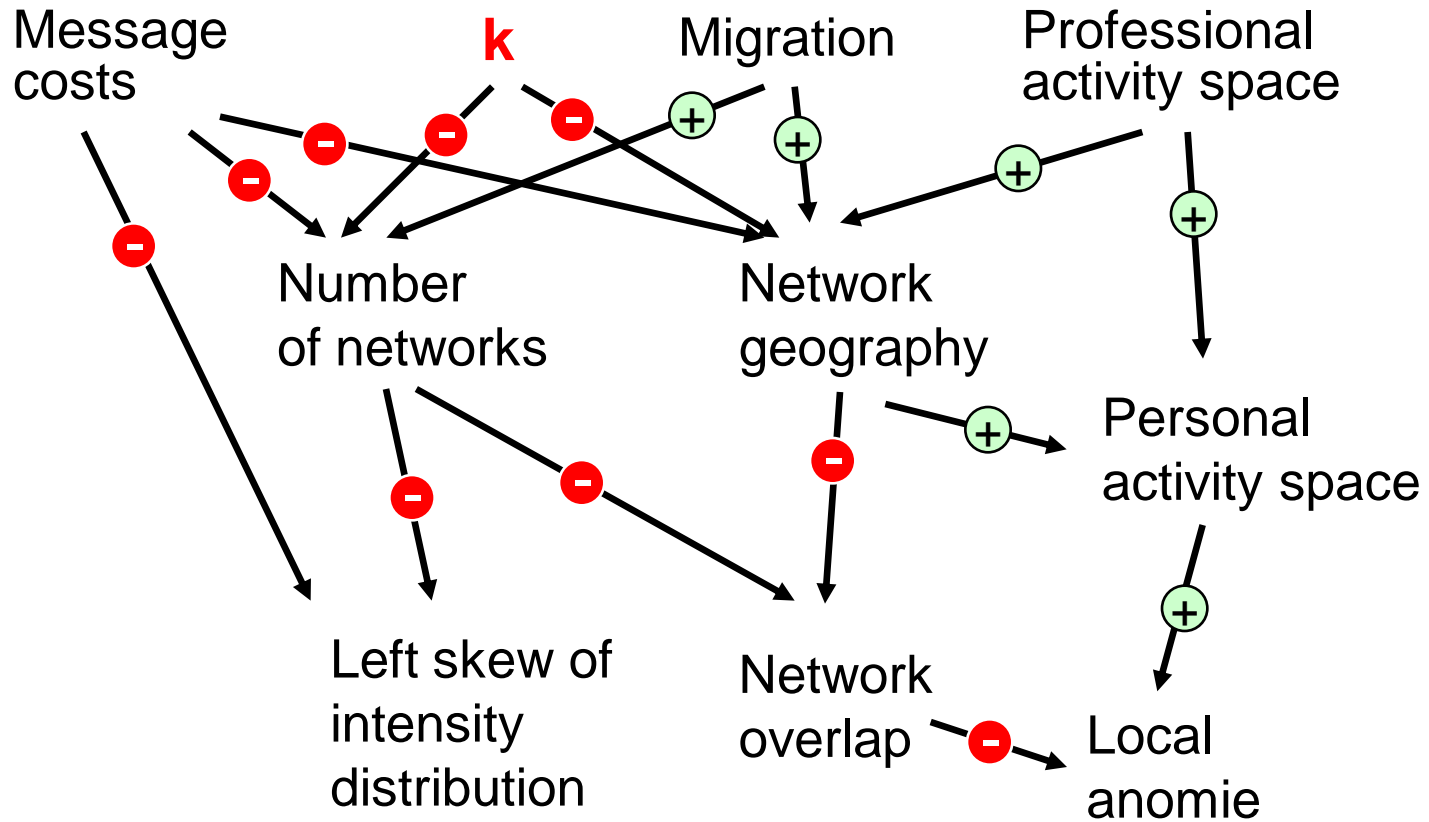 Message
costs
k
Migration
Professional
activity space
-
-
+
+
-
-
+
+
-
Number
of networks
Network
geography
+
-
-
-
Personal
activity space
+
Left skew of
intensity
distribution
Network
overlap
-
Local
anomie